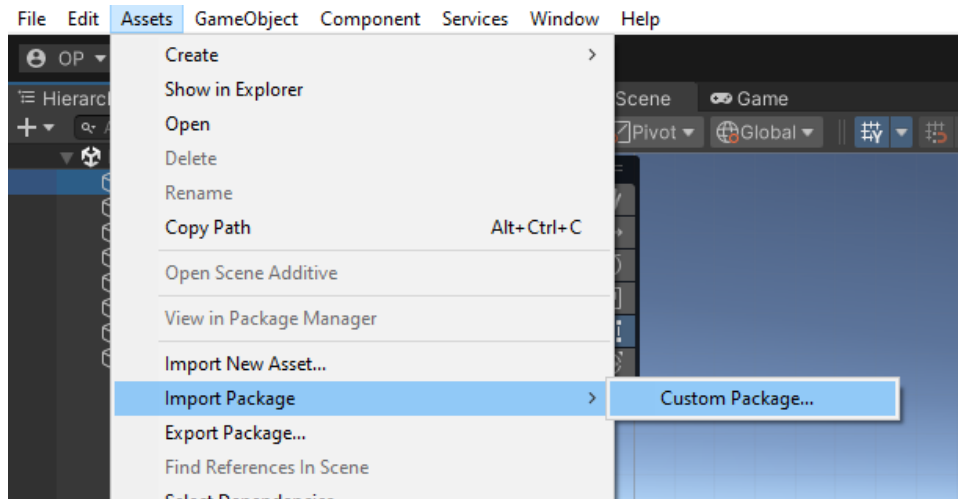 File Edit Assets GameObject Component Services Window Help
OP
Create
Show in Explorer
Hierarc
Scene Game
Open
Pivot Global
Delete
Rename
Copy Path Alt+Ctrl+C
Open Scene Additive
View in Package Manager
Import New Asset...
Import Package Custom Package...
Export Package...
Find References In Scene